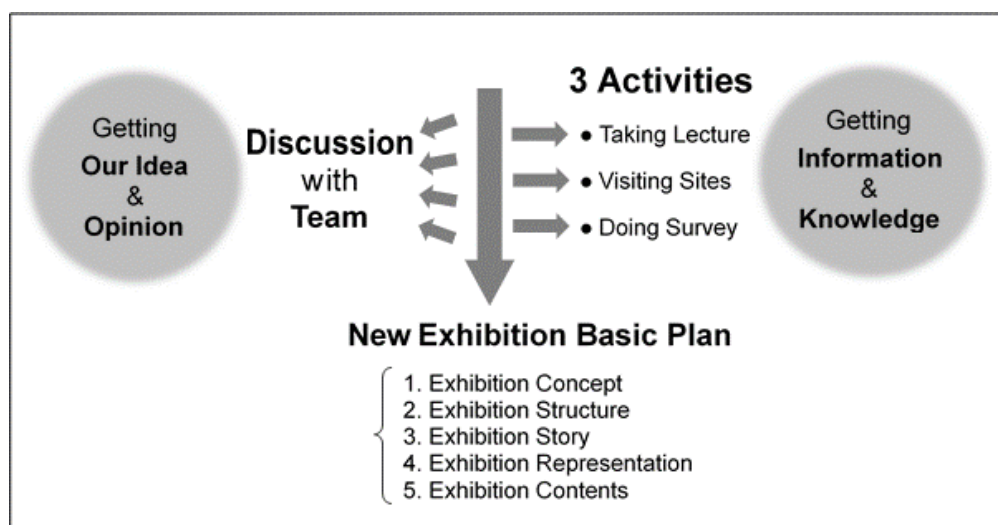 Getting
Our Idea
&
Opinion
Discussion
with
Team
3 Activities
● Taking Lecture
● Visiting Sites
● Doing Survey
Getting
Information
&
Knowledge
New Exhibition Basic Plan
1. Exhibition Concept
2. Exhibition Structure
3. Exhibition Story
4. Exhibition Representation
5. Exhibition Contents